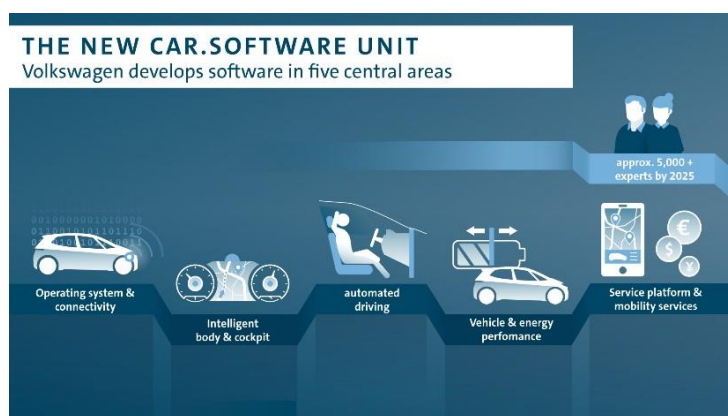 THE NEW CAR.SOFTWARE UNIT
Volkswagen develops software in five central areas
approx. 5,000 +
experts by 2025
Operating system &
connectivity
Intelligent
body & cockpit
automated
driving
Vehicle & energy
perfomance
Service platform &
mobility services